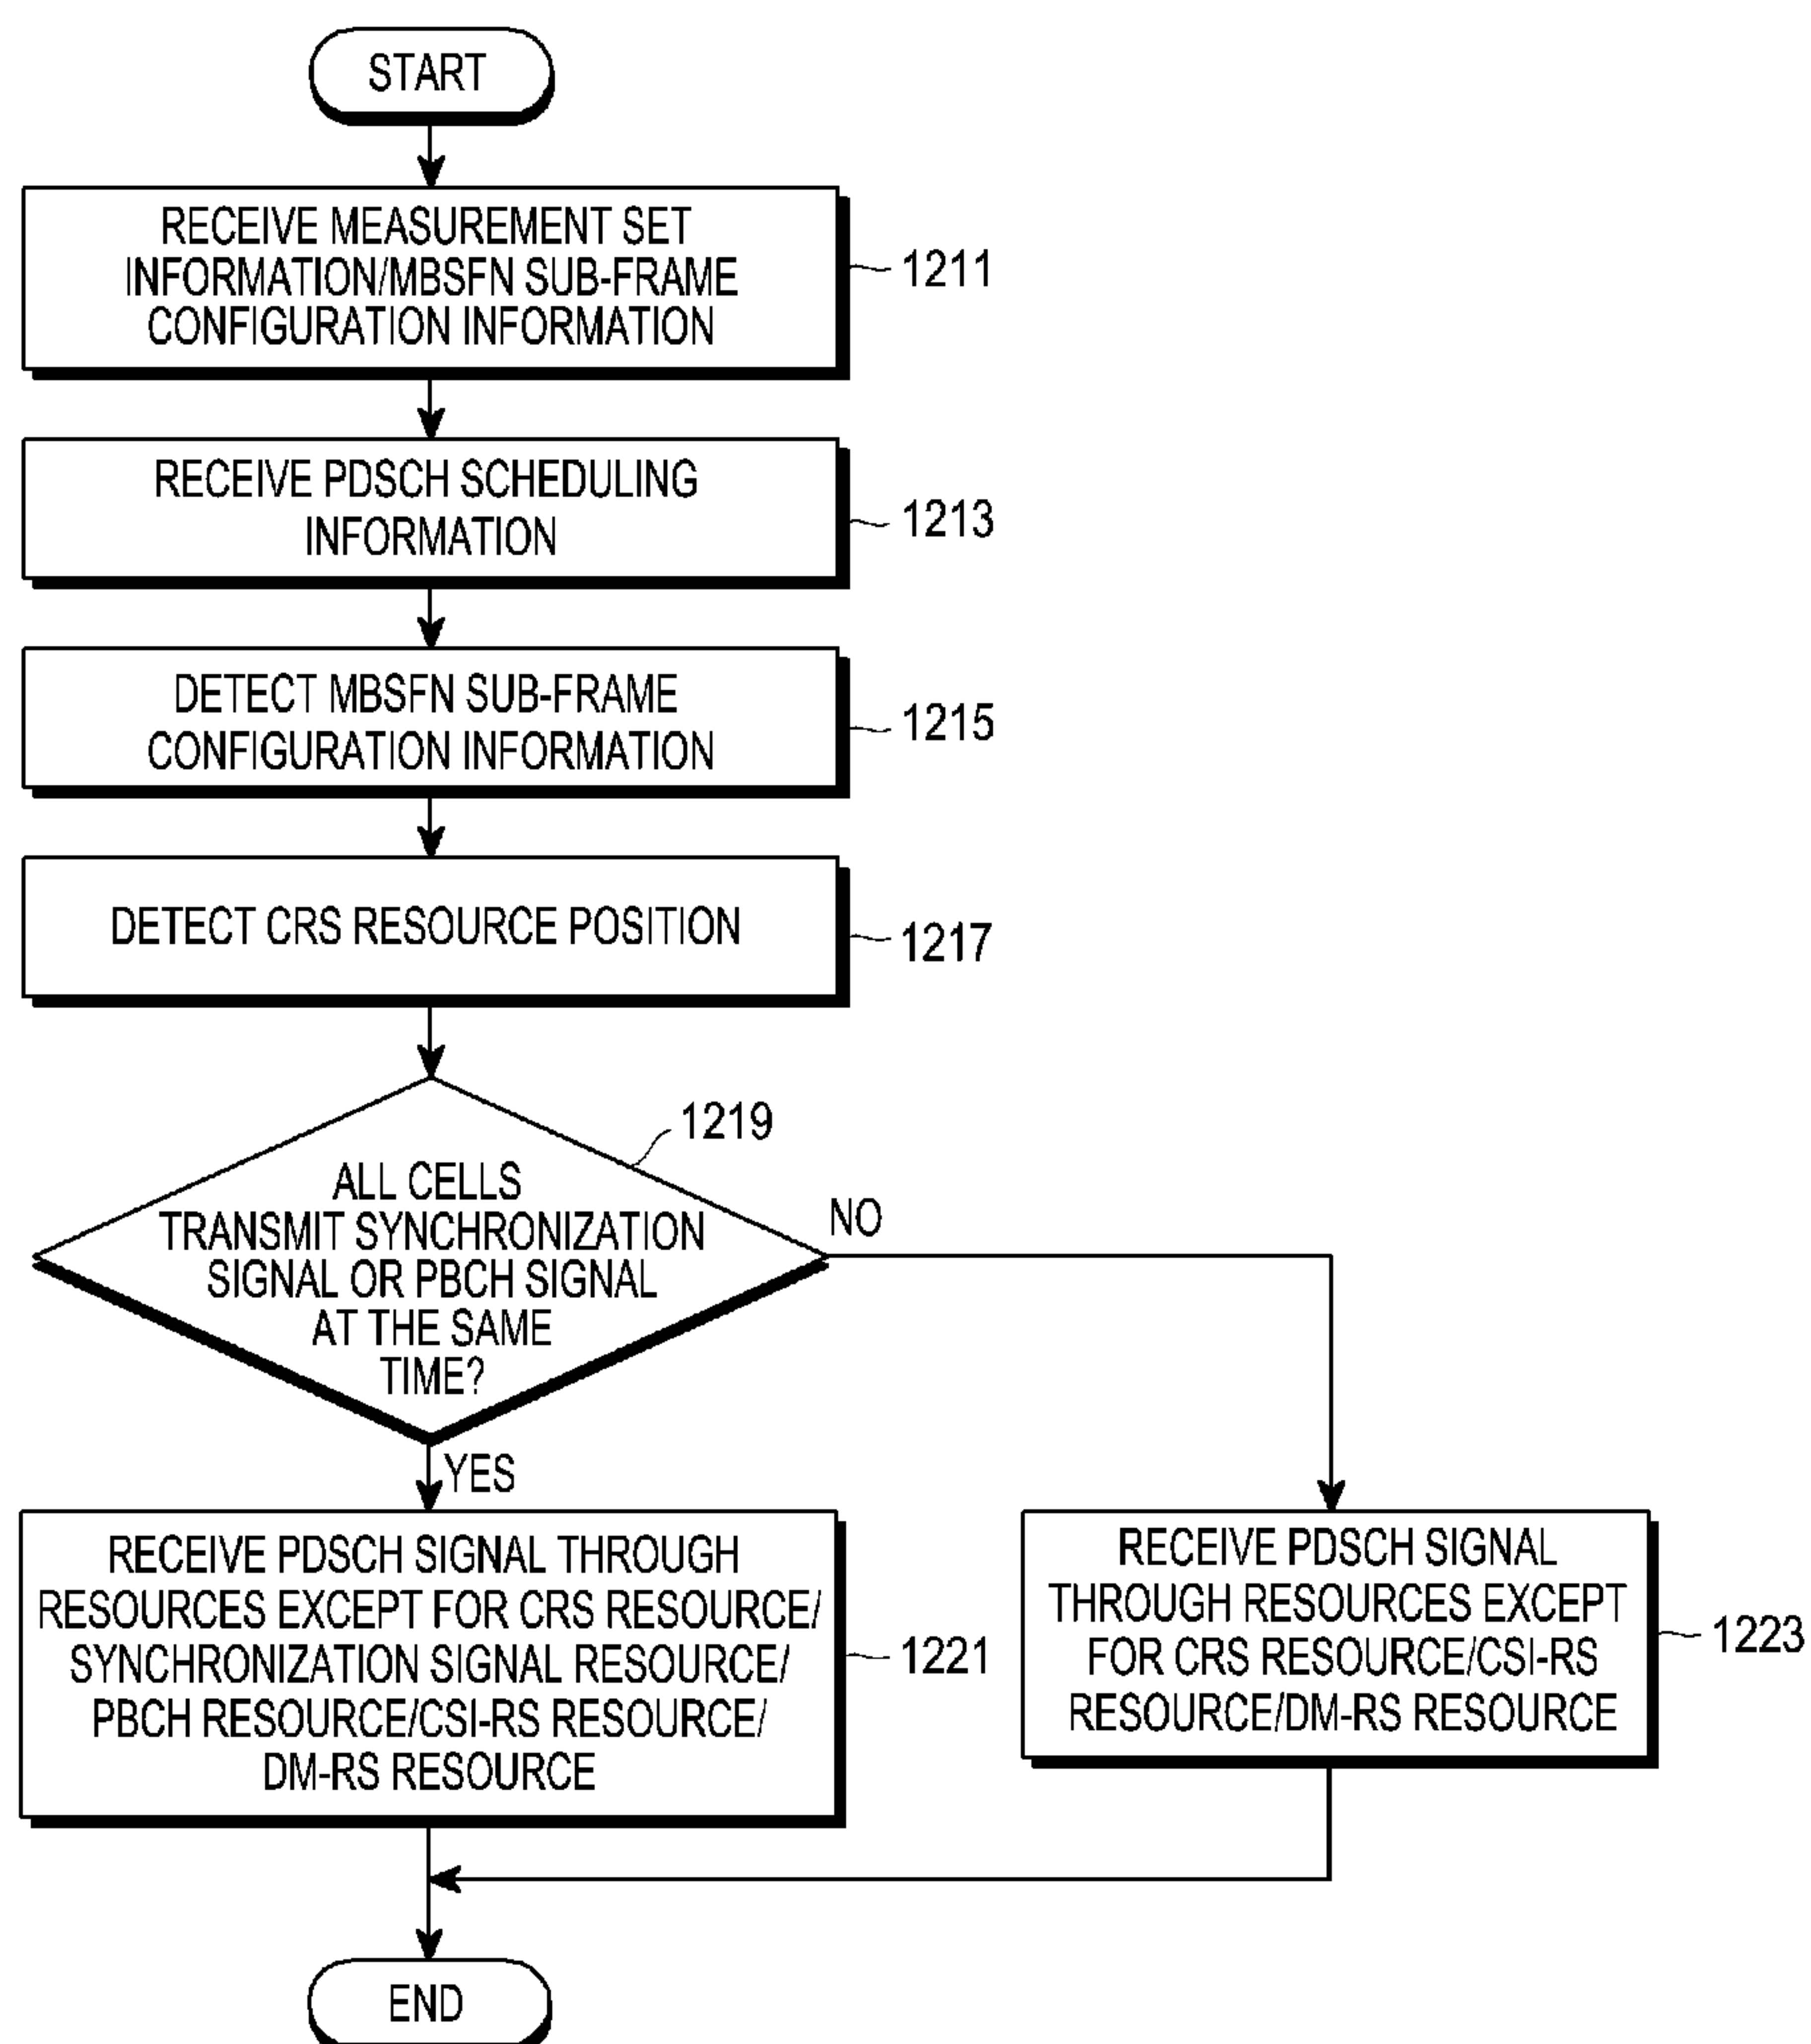 START
RECEIVE MEASUREMENT SET
INFORMATION/MBSFN SUB-FRAME
CONFIGURATION INFORMATION
1211
RECEIVE PDSCH SCHEDULING
INFORMATION
1213
DETECT MBSFN SUB-FRAME
CONFIGURATION INFORMATION
1215
DETECT CRS RESOURCE POSITION
1217
1219
ALL CELLS
TRANSMIT SYNCHRONIZATION
SIGNAL OR PBCH SIGNAL
AT THE SAME
TIME?
NO
YES
RECEIVE PDSCH SIGNAL THROUGH
RESOURCES EXCEPT FOR CRS RESOURCE/
SYNCHRONIZATION SIGNAL RESOURCE/
PBCH RESOURCE/CSI-RS RESOURCE/
DM-RS RESOURCE
1221
RECEIVE PDSCH SIGNAL
THROUGH RESOURCES EXCEPT
FOR CRS RESOURCE/CSI-RS
RESOURCE/DM-RS RESOURCE
1223
END